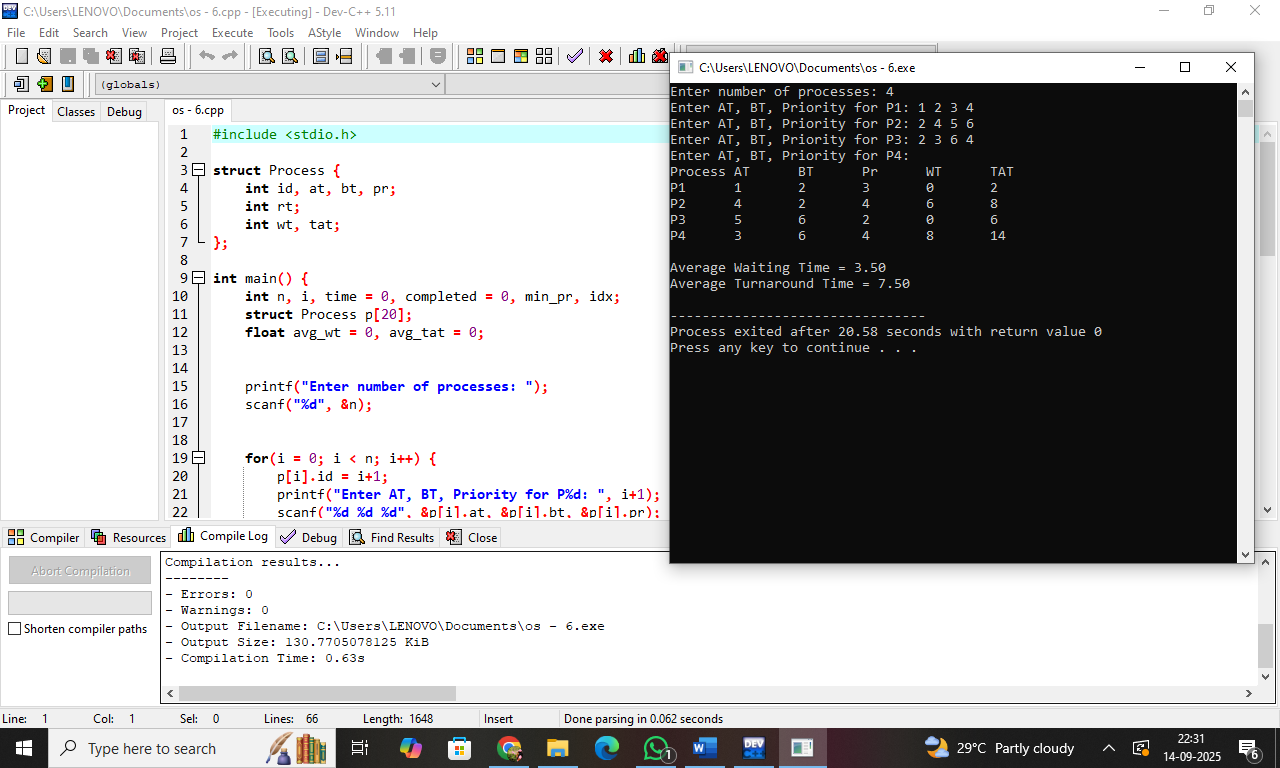 C:\Users\LENOVO\Documents\os - 6.cpp - [Executing] - Dev-C++ 5.11
File Edit Search View Project Execute Tools AStyle Window Help
(globals)
Project Classes Debug
os - 6.cpp
1 #include <stdio.h>
2
3 struct Process {
4 int id, at, bt, pr;
5 int rt;
6 int wt, tat;
7 };
8
9 int main() {
10 int n, i, time = 0, completed = 0, min_pr, idx;
11 struct Process p[20];
12 float avg_wt = 0, avg_tat = 0;
13
14
15 printf("Enter number of processes: ");
16 scanf("%d", &n);
17
18
19 for(i = 0; i < n; i++) {
20 p[i].id = i+1;
21 printf("Enter AT, BT, Priority for P%d: ", i+1);
22 scanf("%d %d %d", &p[i].at, &p[i].bt, &p[i].pr);
C:\Users\LENOVO\Documents\os - 6.exe
Enter number of processes: 4
Enter AT, BT, Priority for P1: 1 2 3 4
Enter AT, BT, Priority for P2: 2 4 5 6
Enter AT, BT, Priority for P3: 2 3 6 4
Enter AT, BT, Priority for P4:
Process AT BT Pr WT TAT
P1 1 2 3 0 2
P2 4 2 4 6 8
P3 5 6 2 0 6
P4 3 6 4 8 14
Average Waiting Time = 3.50
Average Turnaround Time = 7.50
--------------------------------
Process exited after 20.58 seconds with return value 0
Press any key to continue . . .
Compiler Resources Compile Log Debug Find Results Close
Abort Compilation
Shorten compiler paths
Compilation results...
--------
- Errors: 0
- Warnings: 0
- Output Filename: C:\Users\LENOVO\Documents\os - 6.exe
- Output Size: 130.7705078125 KiB
- Compilation Time: 0.63s
Line: 1 Col: 1 Sel: 0 Lines: 66 Length: 1648 Insert Done parsing in 0.062 seconds
Type here to search
1
DEV
29°C Partly cloudy
22:31
14-09-2025
6